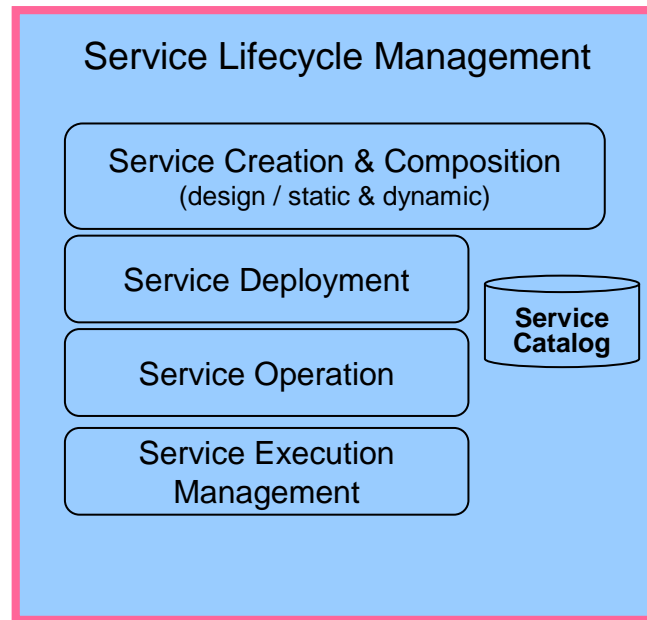 Service Lifecycle Management
Service Creation & Composition
(design / static & dynamic)
Service Deployment
Service
Catalog
Service Operation
Service Execution
Management